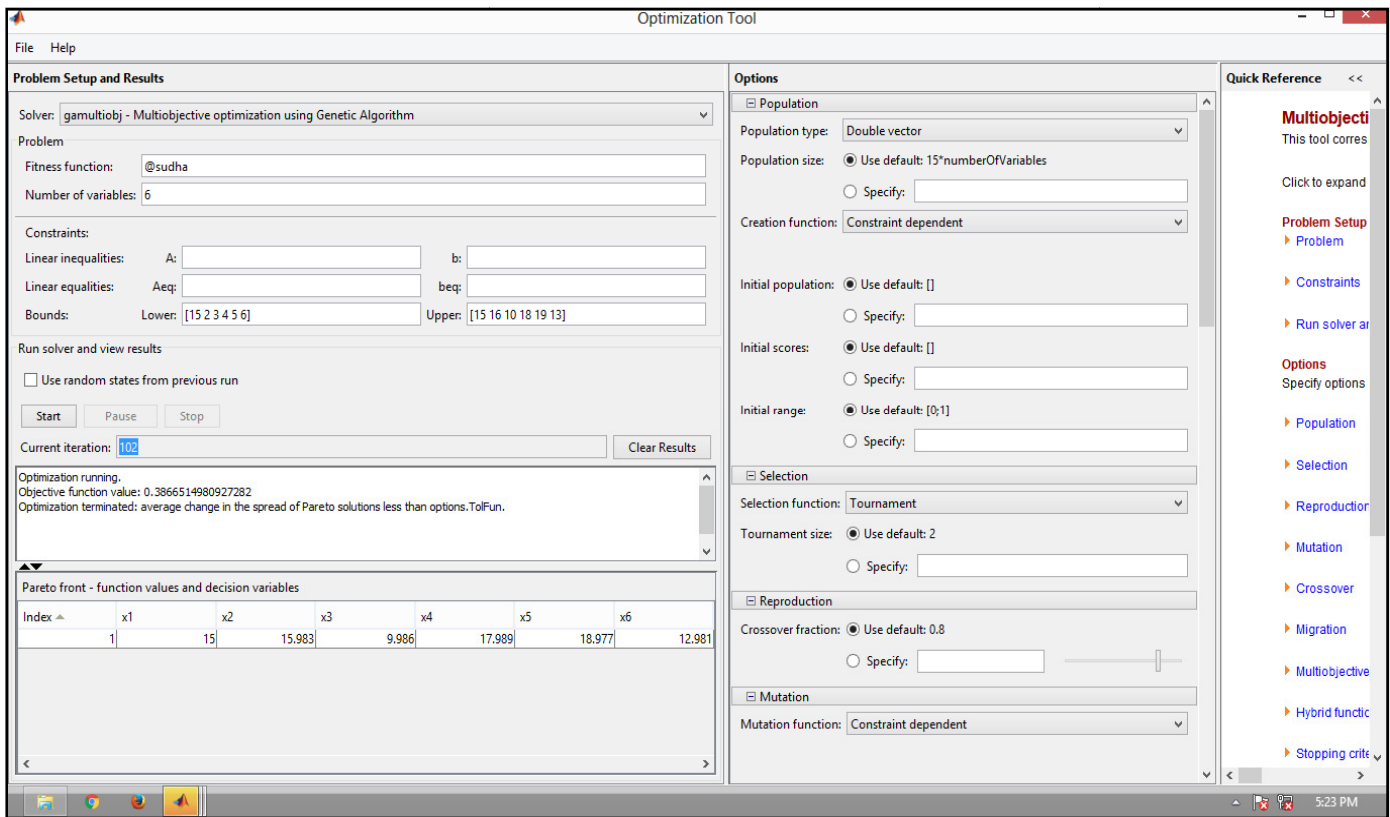 Optimization Tool
File Help
Problem Setup and Results
Solver: gamultiobj - Multiobjective optimization using Genetic Algorithm
Problem
Fitness function: @sudha
Number of variables: 6
Constraints:
Linear inequalities: A: b:
Linear equalities: Aeq: beq:
Bounds: Lower: [15 2 3 4 5 6] Upper: [15 16 10 18 19 13]
Run solver and view results
Use random states from previous run
Start Pause Stop
Current iteration: 102 Clear Results
Optimization running.
Objective function value: 0.3866514980927282
Optimization terminated: average change in the spread of Pareto solutions less than options.TolFun.
Pareto front - function values and decision variables
Index x1 x2 x3 x4 x5 x6
1 15 15.983 9.986 17.989 18.977 12.981
Options
Population
Population type: Double vector
Population size: Use default: 15*numberOfVariables
Specify:
Creation function: Constraint dependent
Initial population: Use default: []
Specify:
Initial scores: Use default: []
Specify:
Initial range: Use default: [0;1]
Specify:
Selection
Selection function: Tournament
Tournament size: Use default: 2
Specify:
Reproduction
Crossover fraction: Use default: 0.8
Specify:
Mutation
Mutation function: Constraint dependent
Quick Reference <<
Multiobjecti
This tool corres
Click to expand
Problem Setup
Problem
Constraints
Run solver ar
Options
Specify options
Population
Selection
Reproduction
Mutation
Crossover
Migration
Multiobjective
Hybrid functic
Stopping crite
5:23 PM